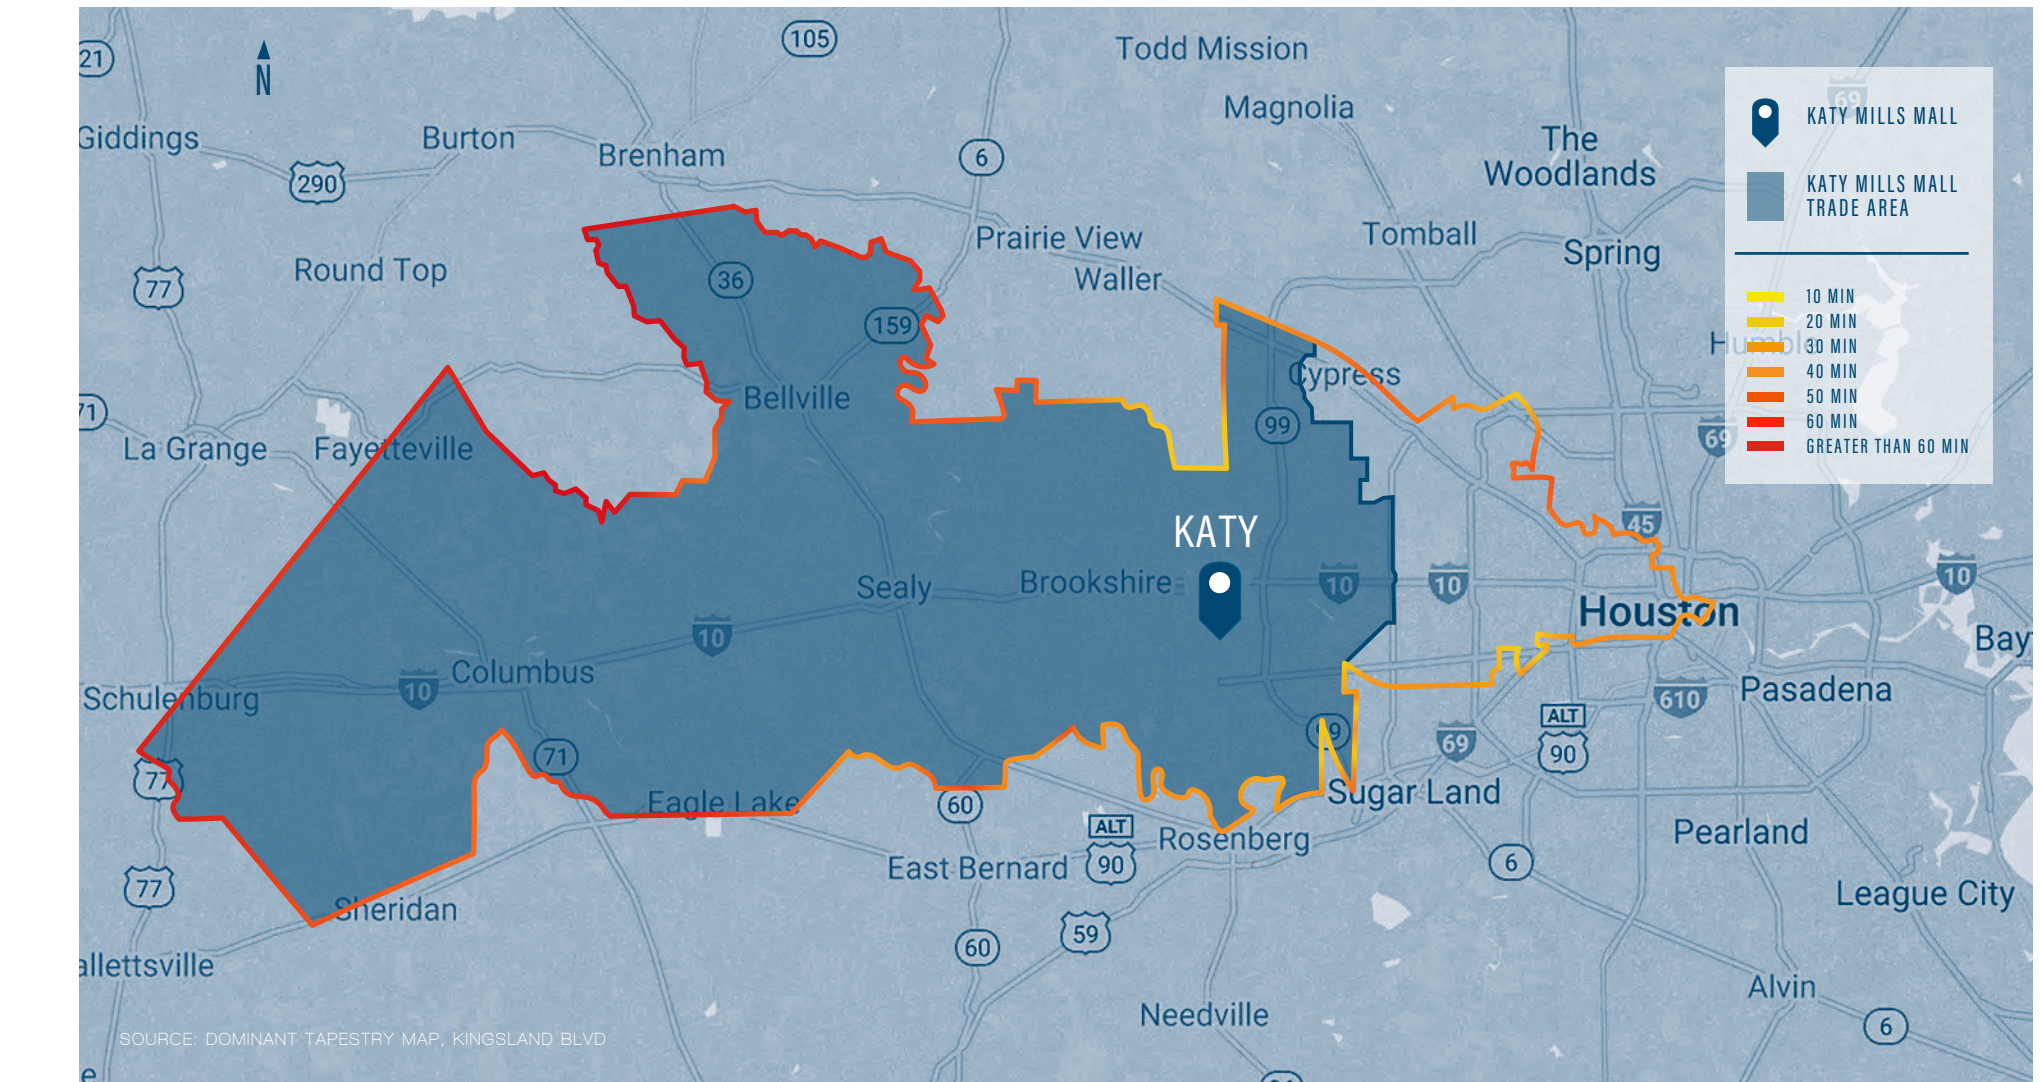 105
Todd Mission
21
N
69
Magnolia
KATY MILLS MALL
Giddings
Burton
Brenham
6
The
Woodlands
290
KATY MILLS MALL
TRADE AREA
Prairie View
Tomball
Spring
Round Top
77
36
Waller
10 MIN
159
20 MIN
Humble
30 MIN
Cypress
40 MIN
Bellville
50 MIN
71
99
60 MIN
69
La Grange
Fayetteville
GREATER THAN 60 MIN
KATY
45
Sealy
Brookshire
10
10
10
Houston
10
Bay
Columbus
Schulenburg
10
Pasadena
610
ALT
90
99
69
71
77
Eagle Lake
60
Sugar Land
ALT
90
Rosenberg
Pearland
East Bernard
6
77
League City
Sheridan
59
60
allettsville
Alvin
Needville
6
SOURCE: DOMINANT TAPESTRY MAP, KINGSLAND BLVD
e